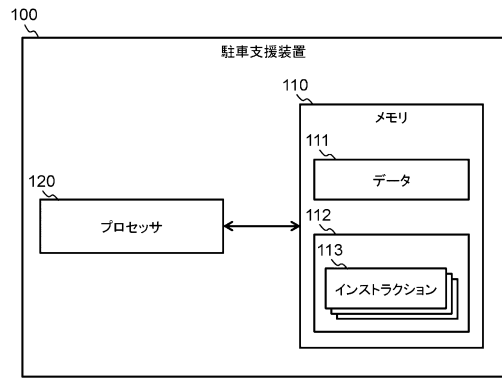 100
駐車支援装置
110
メモリ
111
データ
120
プロセッサ
112
113
インストラクション